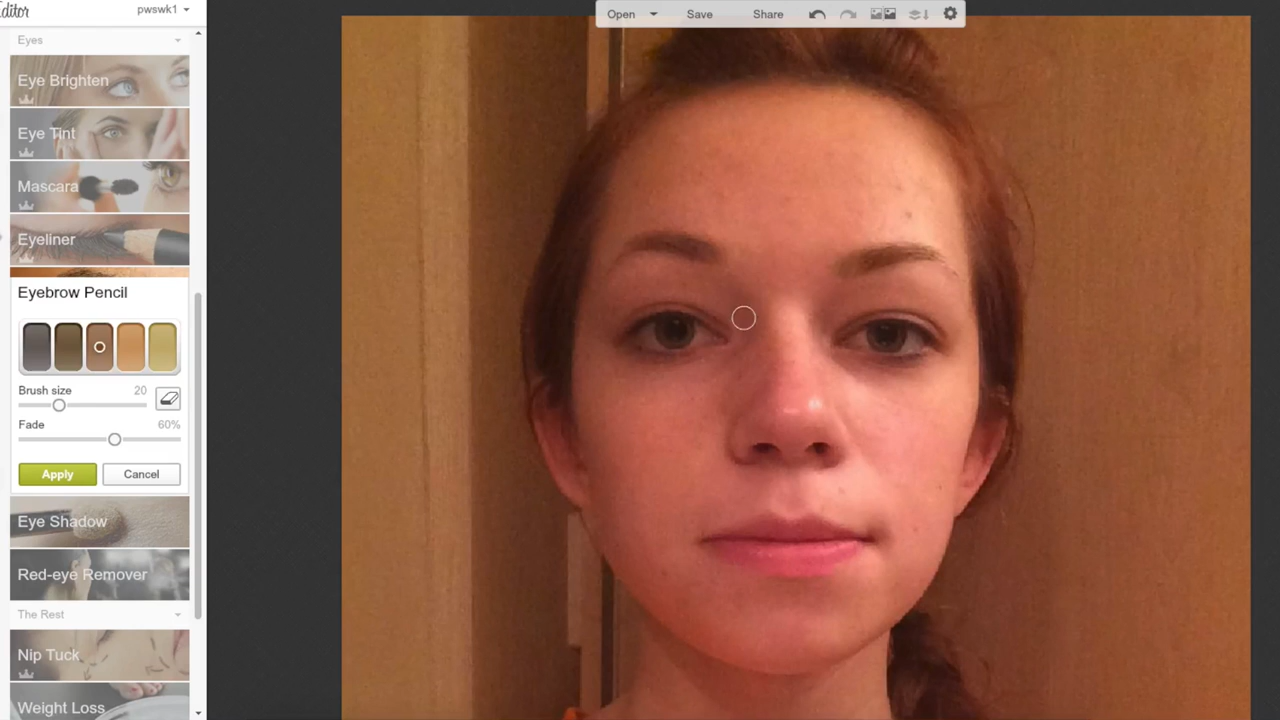 Editor
pwswk1
Open
Save
Share
Eyes
Eye Brighten
Eye Tint
Mascara
Eyeliner
Eyebrow Pencil
Brush size 20
Fade 60%
Apply Cancel
Eye Shadow
Red-eye Remover
The Rest
Nip Tuck
Weight Loss